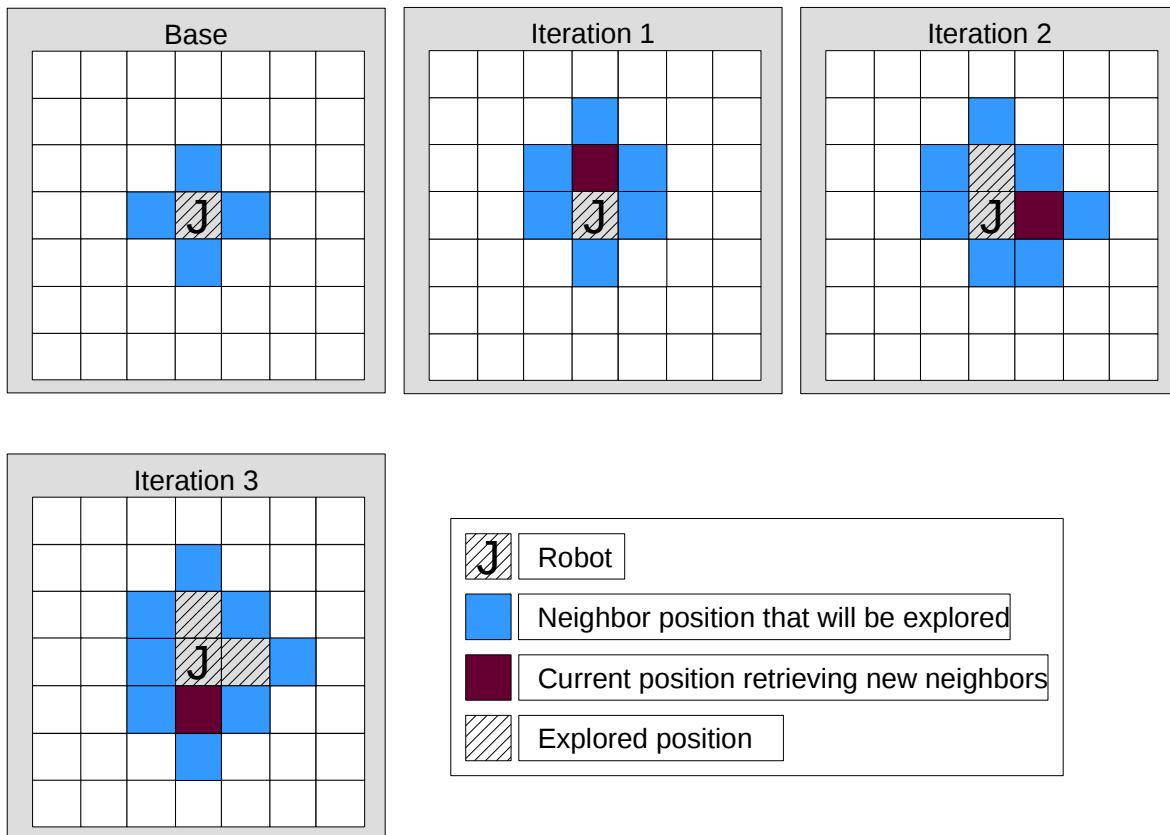 Base
Iteration 1
Iteration 2
J
J
J
Iteration 3
J
J Robot
Neighbor position that will be explored
Current position retrieving new neighbors
Explored position